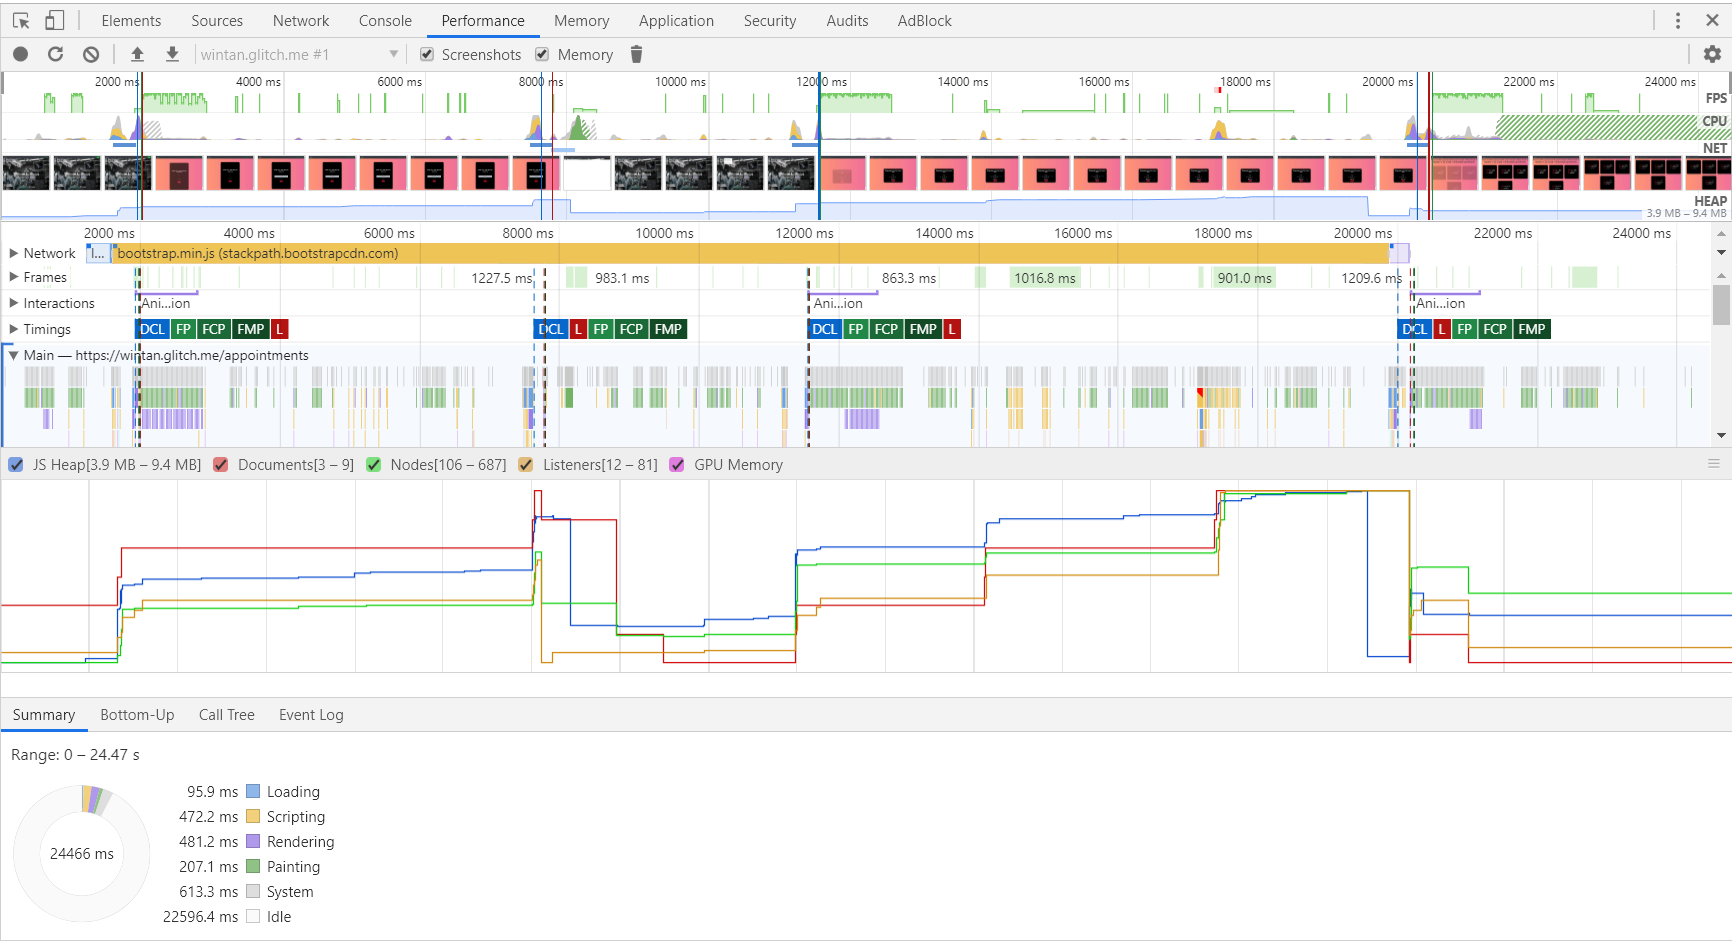 Elements Sources Network Console Performance Memory Application Security Audits AdBlock
wintan.glitch.me #1 Screenshots Memory
2000 ms 4000 ms 6000 ms 8000 ms 10000 ms 12000 ms 14000 ms 16000 ms 18000 ms 20000 ms 22000 ms 24000 ms
FPS
CPU
NET
HEAP
3.9 MB – 9.4 MB
2000 ms 4000 ms 6000 ms 8000 ms 10000 ms 12000 ms 14000 ms 16000 ms 18000 ms 20000 ms 22000 ms 24000 ms
Network l... bootstrap.min.js (stackpath.bootstrapcdn.com)
Frames 1227.5 ms 983.1 ms 863.3 ms 1016.8 ms 901.0 ms 1209.6 ms
Interactions Ani...ion Ani...ion Ani...ion
Timings DCL FP FCP FMP L DCL L FP FCP FMP DCL FP FCP FMP L DCL L FP FCP FMP
Main — https://wintan.glitch.me/appointments
JS Heap[3.9 MB – 9.4 MB] Documents[3 – 9] Nodes[106 – 687] Listeners[12 – 81] GPU Memory
Summary Bottom-Up Call Tree Event Log
Range: 0 – 24.47 s
95.9 ms Loading
472.2 ms Scripting
481.2 ms Rendering
24466 ms
207.1 ms Painting
613.3 ms System
22596.4 ms Idle